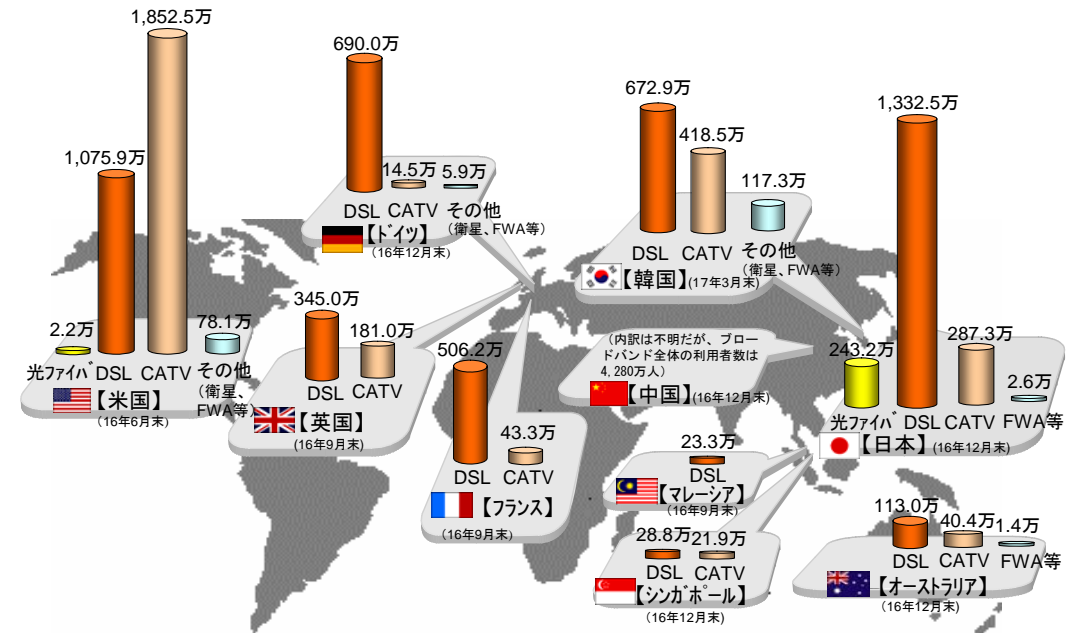 1,852.5万
1,075.9万
2.2万
78.1万
光ファイバ DSL CATV その他
(衛星、
FWA等)
【米国】
(16年6月末)
690.0万
14.5万 5.9万
DSL CATV その他
(衛星、FWA等)
【ドイツ】
(16年12月末)
345.0万
181.0万
DSL CATV
【英国】
(16年9月末)
506.2万
43.3万
DSL CATV
【フランス】
(16年9月末)
672.9万
418.5万
117.3万
DSL CATV その他
(衛星、FWA等)
【韓国】(17年3月末)
(内訳は不明だが、ブロー
ドバンド全体の利用者数は
4,280万人)
【中国】(16年12月末)
1,332.5万
243.2万
287.3万
2.6万
光ファイバ DSL CATV FWA等
【日本】(16年12月末)
23.3万
DSL
【マレーシア】
(16年9月末)
28.8万 21.9万
DSL CATV
【シンガポール】
(16年12月末)
113.0万
40.4万
1.4万
DSL CATV FWA等
【オーストラリア】
(16年12月末)